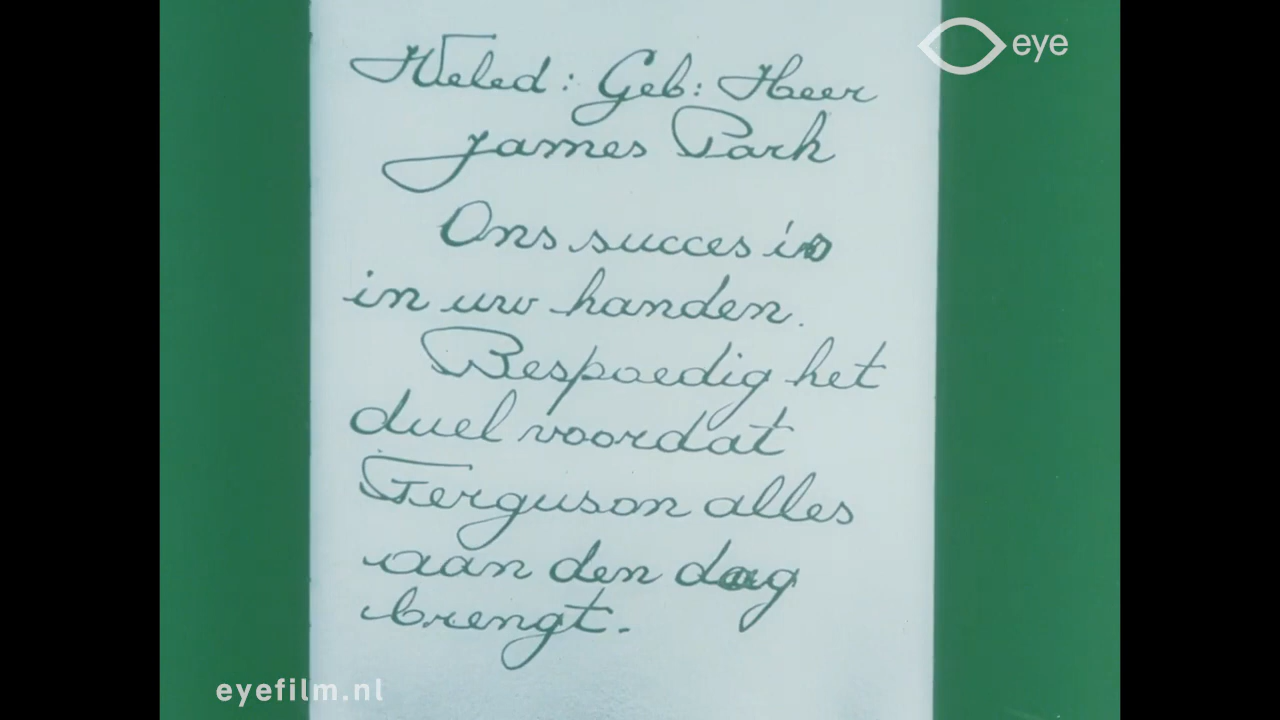 eye
WelEd: Geb: Heer
James Park
Ons succes is
in uw handen.
Bespoedig het
duel voordat
Ferguson alles
aan den dag
brengt.
eyefilm.nl